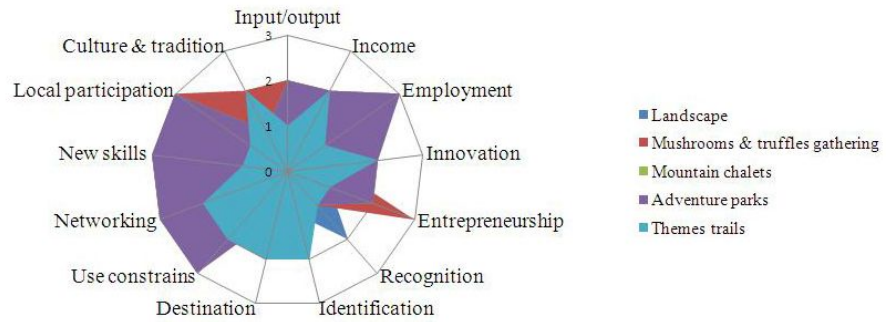 Input/output
Culture & tradition
Income
Local participation
Employment
New skills
Innovation
Networking
Entrepreneurship
Use constrains
Recognition
Destination
Identification
3
2
1
0
Landscape
Mushrooms & truffles gathering
Mountain chalets
Adventure parks
Themes trails